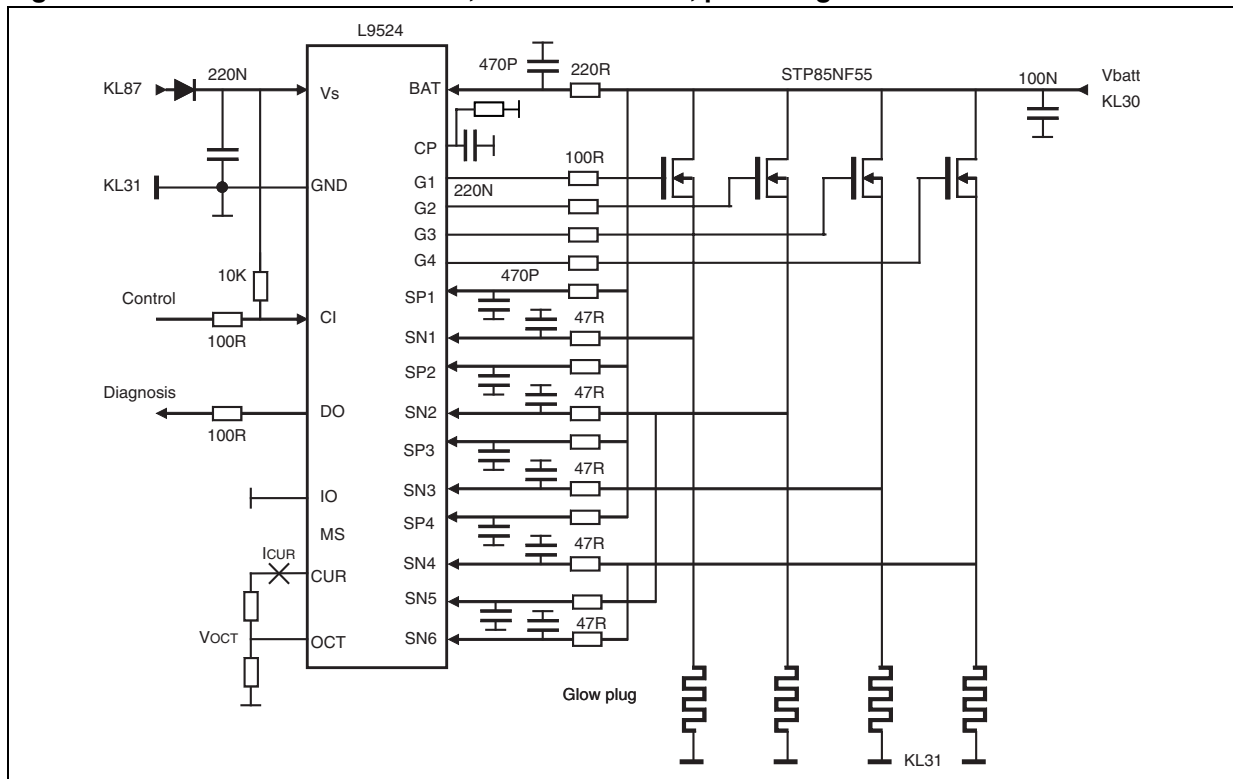 L9524
KL87
220N
Vs
BAT
470P
220R
STP85NF55
100N
Vbatt
KL30
CP
KL31
GND
G1
220N
100R
G2
G3
G4
10K
470P
SP1
Control
100R
CI
SN1
47R
SP2
Diagnosis
100R
DO
SN2
47R
SP3
IO
SN3
47R
MS
SP4
ICUR
CUR
SN4
47R
SN5
VOCT
OCT
SN6
47R
Glow plug
KL31